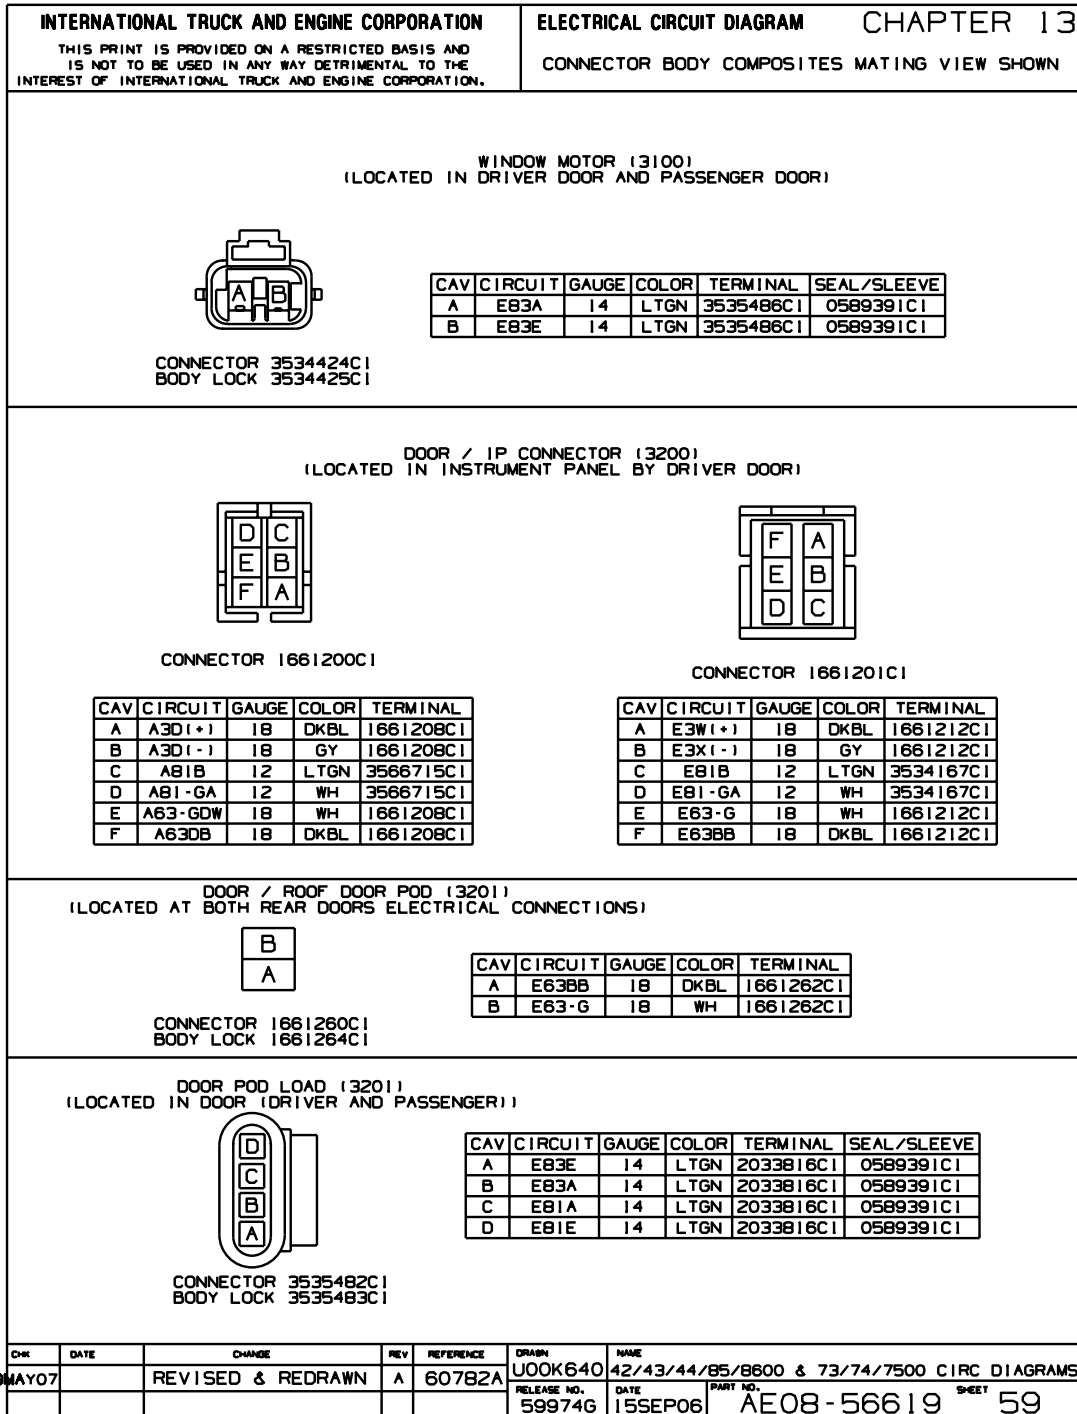 INTERNATIONAL TRUCK AND ENGINE CORPORATION
THIS PRINT IS PROVIDED ON A RESTRICTED BASIS AND
IS NOT TO BE USED IN ANY WAY DETRIMENTAL TO THE
INTEREST OF INTERNATIONAL TRUCK AND ENGINE CORPORATION.
ELECTRICAL CIRCUIT DIAGRAM CHAPTER 13
CONNECTOR BODY COMPOSITES MATING VIEW SHOWN
WINDOW MOTOR (3100)
(LOCATED IN DRIVER DOOR AND PASSENGER DOOR)
A B
CONNECTOR 3534424C1
BODY LOCK 3534425C1
CAV CIRCUIT GAUGE COLOR TERMINAL SEAL/SLEEVE
A E83A 14 LTGN 3535486C1 0589391C1
B E83E 14 LTGN 3535486C1 0589391C1
DOOR / IP CONNECTOR (3200)
(LOCATED IN INSTRUMENT PANEL BY DRIVER DOOR)
D C
E B
F A
CONNECTOR 1661200C1
CAV CIRCUIT GAUGE COLOR TERMINAL
A A3D(+) 18 DKBL 1661208C1
B A3D(-) 18 GY 1661208C1
C A81B 12 LTGN 3566715C1
D A81-GA 12 WH 3566715C1
E A63-GDW 18 WH 1661208C1
F A63DB 18 DKBL 1661208C1
F A
E B
D C
CONNECTOR 1661201C1
CAV CIRCUIT GAUGE COLOR TERMINAL
A E3W(+) 18 DKBL 1661212C1
B E3X(-) 18 GY 1661212C1
C E81B 12 LTGN 3534167C1
D E81-GA 12 WH 3534167C1
E E63-G 18 WH 1661212C1
F E63BB 18 DKBL 1661212C1
DOOR / ROOF DOOR POD (3201)
(LOCATED AT BOTH REAR DOORS ELECTRICAL CONNECTIONS)
B
A
CONNECTOR 1661260C1
BODY LOCK 1661264C1
CAV CIRCUIT GAUGE COLOR TERMINAL
A E63BB 18 DKBL 1661262C1
B E63-G 18 WH 1661262C1
DOOR POD LOAD (3201)
(LOCATED IN DOOR (DRIVER AND PASSENGER))
D
C
B
A
CONNECTOR 3535482C1
BODY LOCK 3535483C1
CAV CIRCUIT GAUGE COLOR TERMINAL SEAL/SLEEVE
A E83E 14 LTGN 2033816C1 0589391C1
B E83A 14 LTGN 2033816C1 0589391C1
C E81A 14 LTGN 2033816C1 0589391C1
D E81E 14 LTGN 2033816C1 0589391C1
CHK DATE CHANGE REV REFERENCE DRAWN NAME
MAY07 REVISED & REDRAWN A 60782A U00K640 42/43/44/85/8600 & 73/74/7500 CIRC DIAGRAMS
RELEASE NO. DATE PART NO. SHEET
59974G 15SEP06 AE08-56619 59